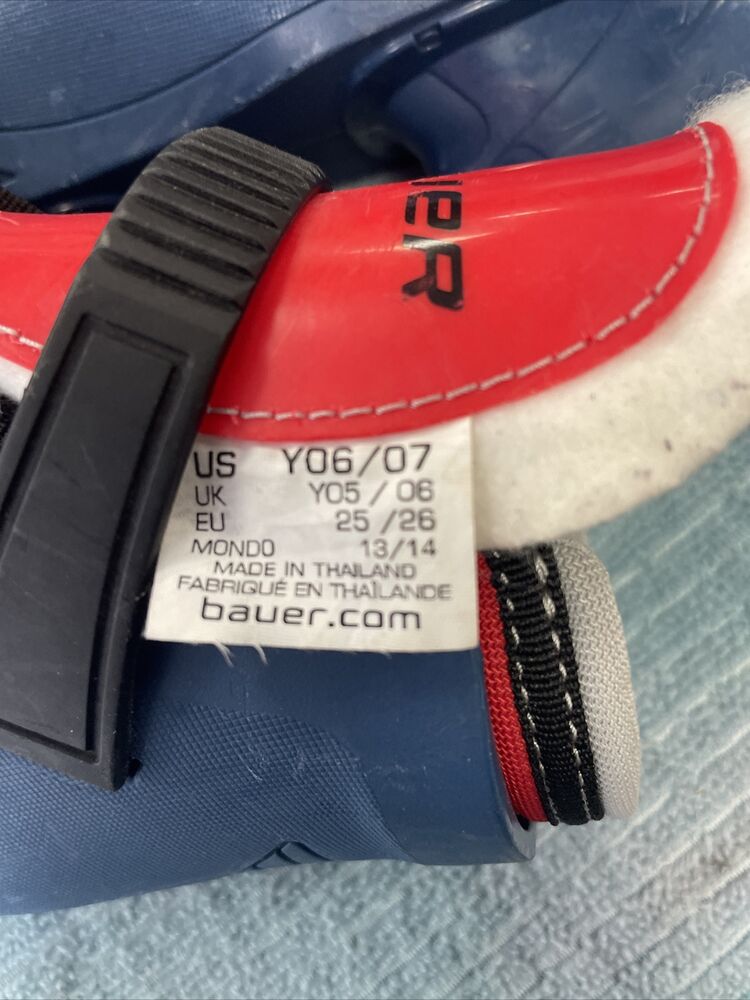 US Y06/07
UK Y05 / 06
EU 25 /26
MONDO 13/14
MADE IN THAILAND
FABRIQUÉ EN THAÏLANDE
bauer.com